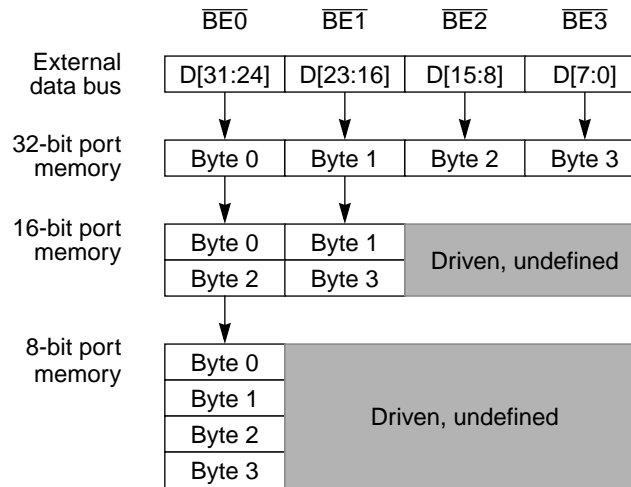 BE0 BE1 BE2 BE3
External
data bus
D[31:24] D[23:16] D[15:8] D[7:0]
32-bit port
memory
Byte 0 Byte 1 Byte 2 Byte 3
16-bit port
memory
Byte 0 Byte 1
Byte 2 Byte 3
Driven, undefined
8-bit port
memory
Byte 0
Byte 1
Byte 2
Byte 3
Driven, undefined